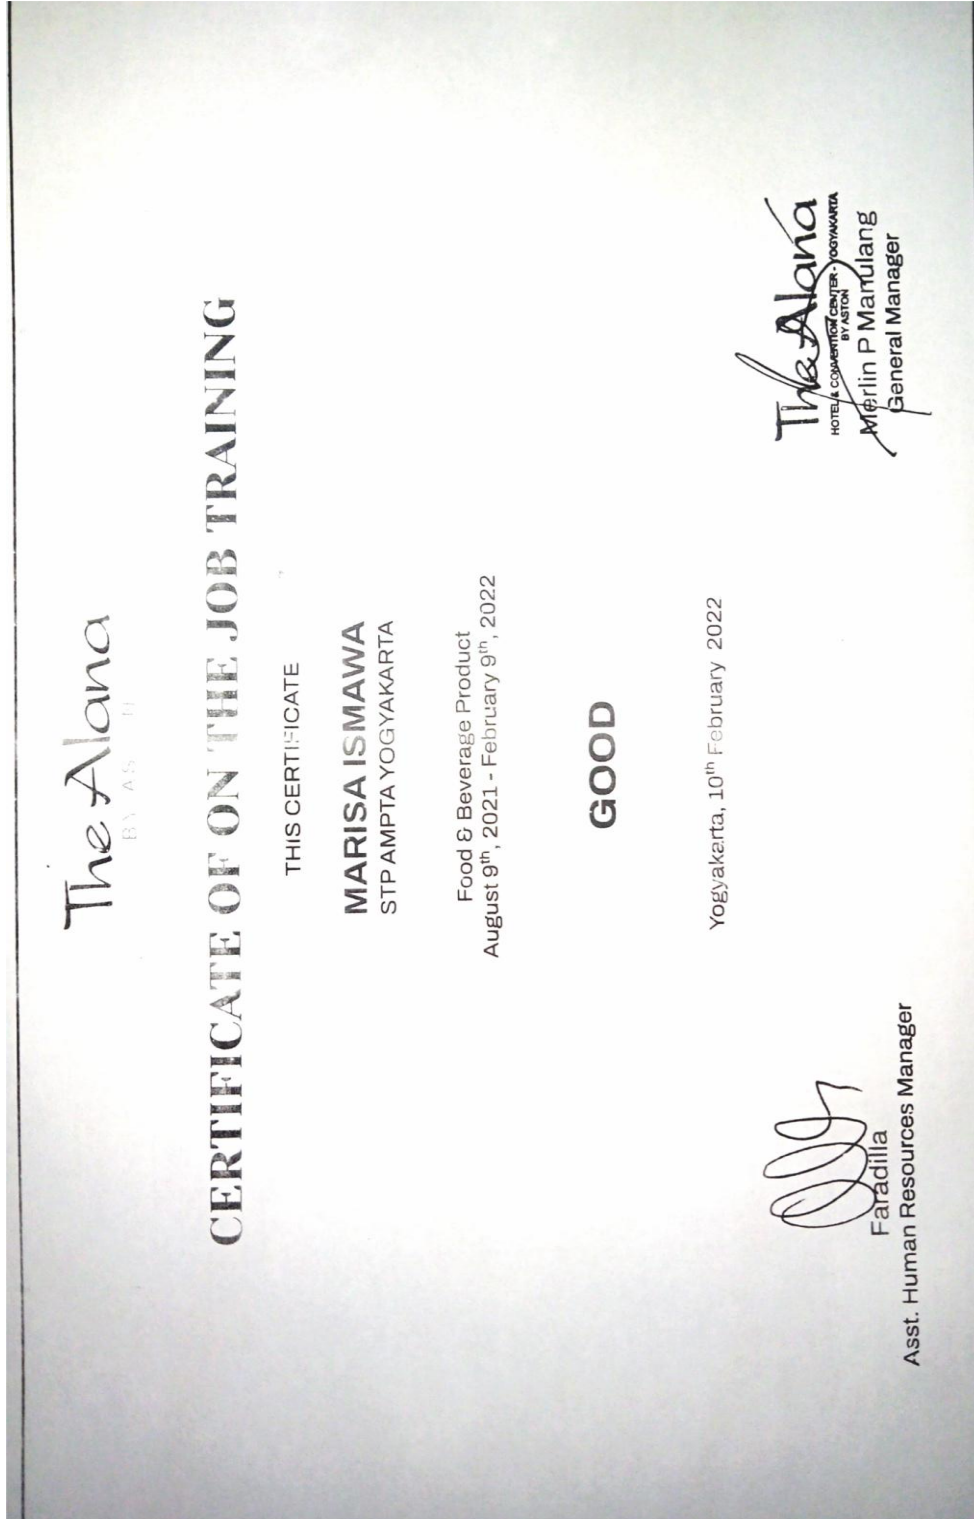 The Alana
BY AS
CERTIFICATE OF ON THE JOB TRAINING
THIS CERTIFICATE
MARISA ISMAWA
STP AMPTA YOGYAKARTA
Food & Beverage Product
August 9th, 2021 - February 9th, 2022
GOOD
Yogyakarta, 10th February 2022
Faradilla
Asst. Human Resources Manager
The Alana
HOTEL & CONVENTION CENTER - YOGYAKARTA
BY ASTON
Merlin P Manulang
General Manager